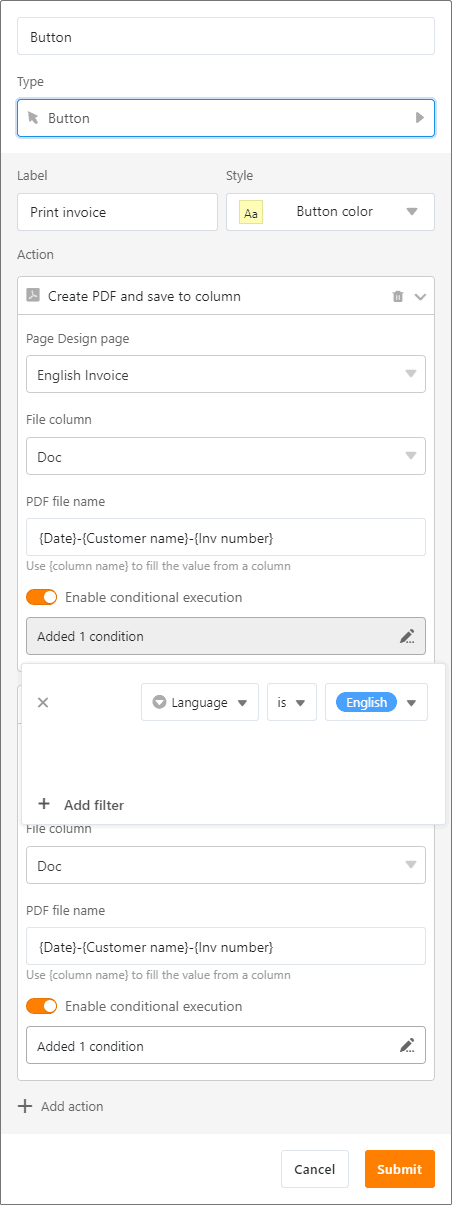 Button
Type
Button
Label Style
Print invoice Aa Button color
Action
Create PDF and save to column
Page Design page
English Invoice
File column
Doc
PDF file name
{Date}-{Customer name}-{Inv number}
Use {column name} to fill the value from a column
Enable conditional execution
Added 1 condition
Language is English
Add filter
File column
Doc
PDF file name
{Date}-{Customer name}-{Inv number}
Use {column name} to fill the value from a column
Enable conditional execution
Added 1 condition
Add action
Cancel Submit